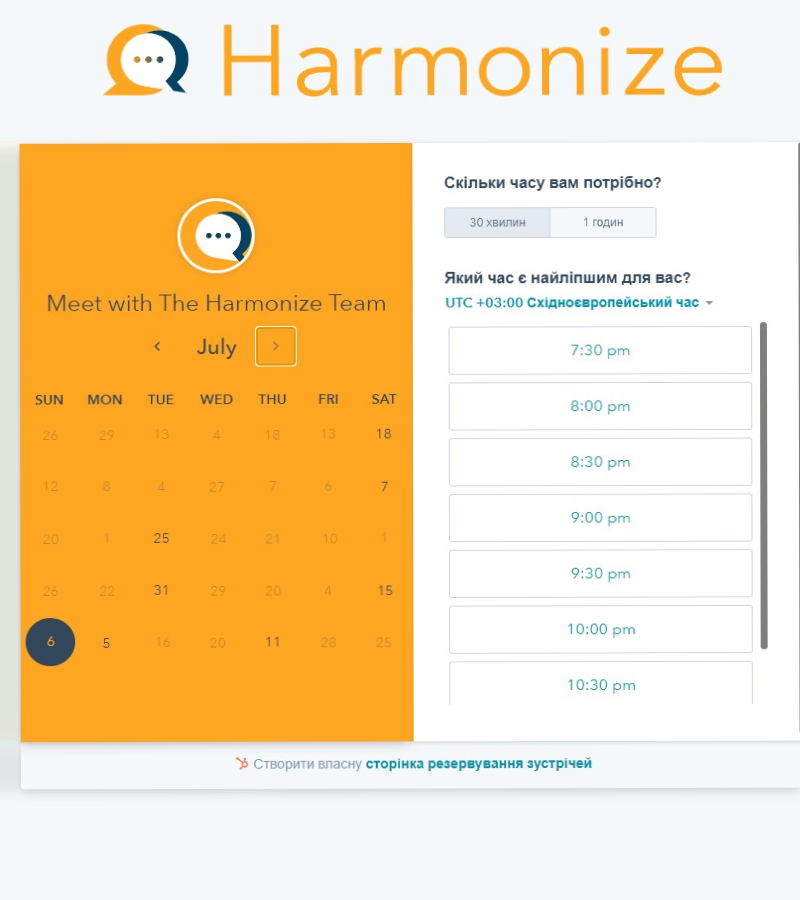 Harmonize
Meet with The Harmonize Team
July
SUN MON TUE WED THU FRI SAT
26 29 13 4 18 13 18
12 8 4 27 7 6 7
20 1 25 24 21 10 1
26 22 31 29 20 4 15
6 5 16 20 11 28 25
Скільки часу вам потрібно?
30 хвилин 1 годин
Який час є найліпшим для вас?
UTC +03:00 Східноєвропейський час
7:30 pm
8:00 pm
8:30 pm
9:00 pm
9:30 pm
10:00 pm
10:30 pm
Створити власну сторінка резервування зустрічей